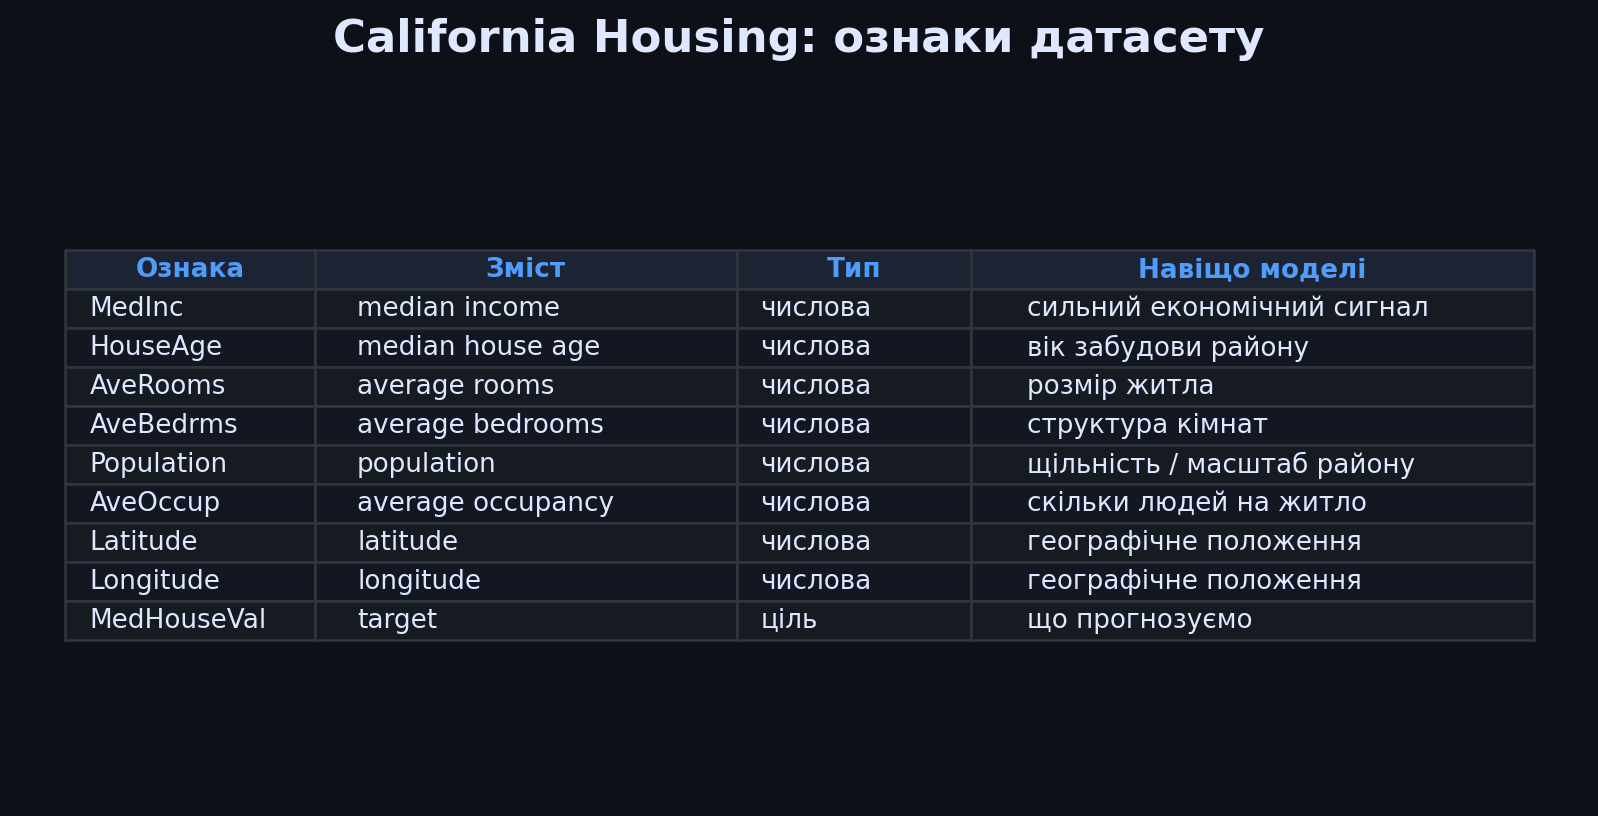 California Housing: ознаки датасету
Ознака Зміст Тип Навіщо моделі
MedInc median income числова сильний економічний сигнал
HouseAge median house age числова вік забудови району
AveRooms average rooms числова розмір житла
AveBedrms average bedrooms числова структура кімнат
Population population числова щільність / масштаб району
AveOccup average occupancy числова скільки людей на житло
Latitude latitude числова географічне положення
Longitude longitude числова географічне положення
MedHouseVal target ціль що прогнозуємо